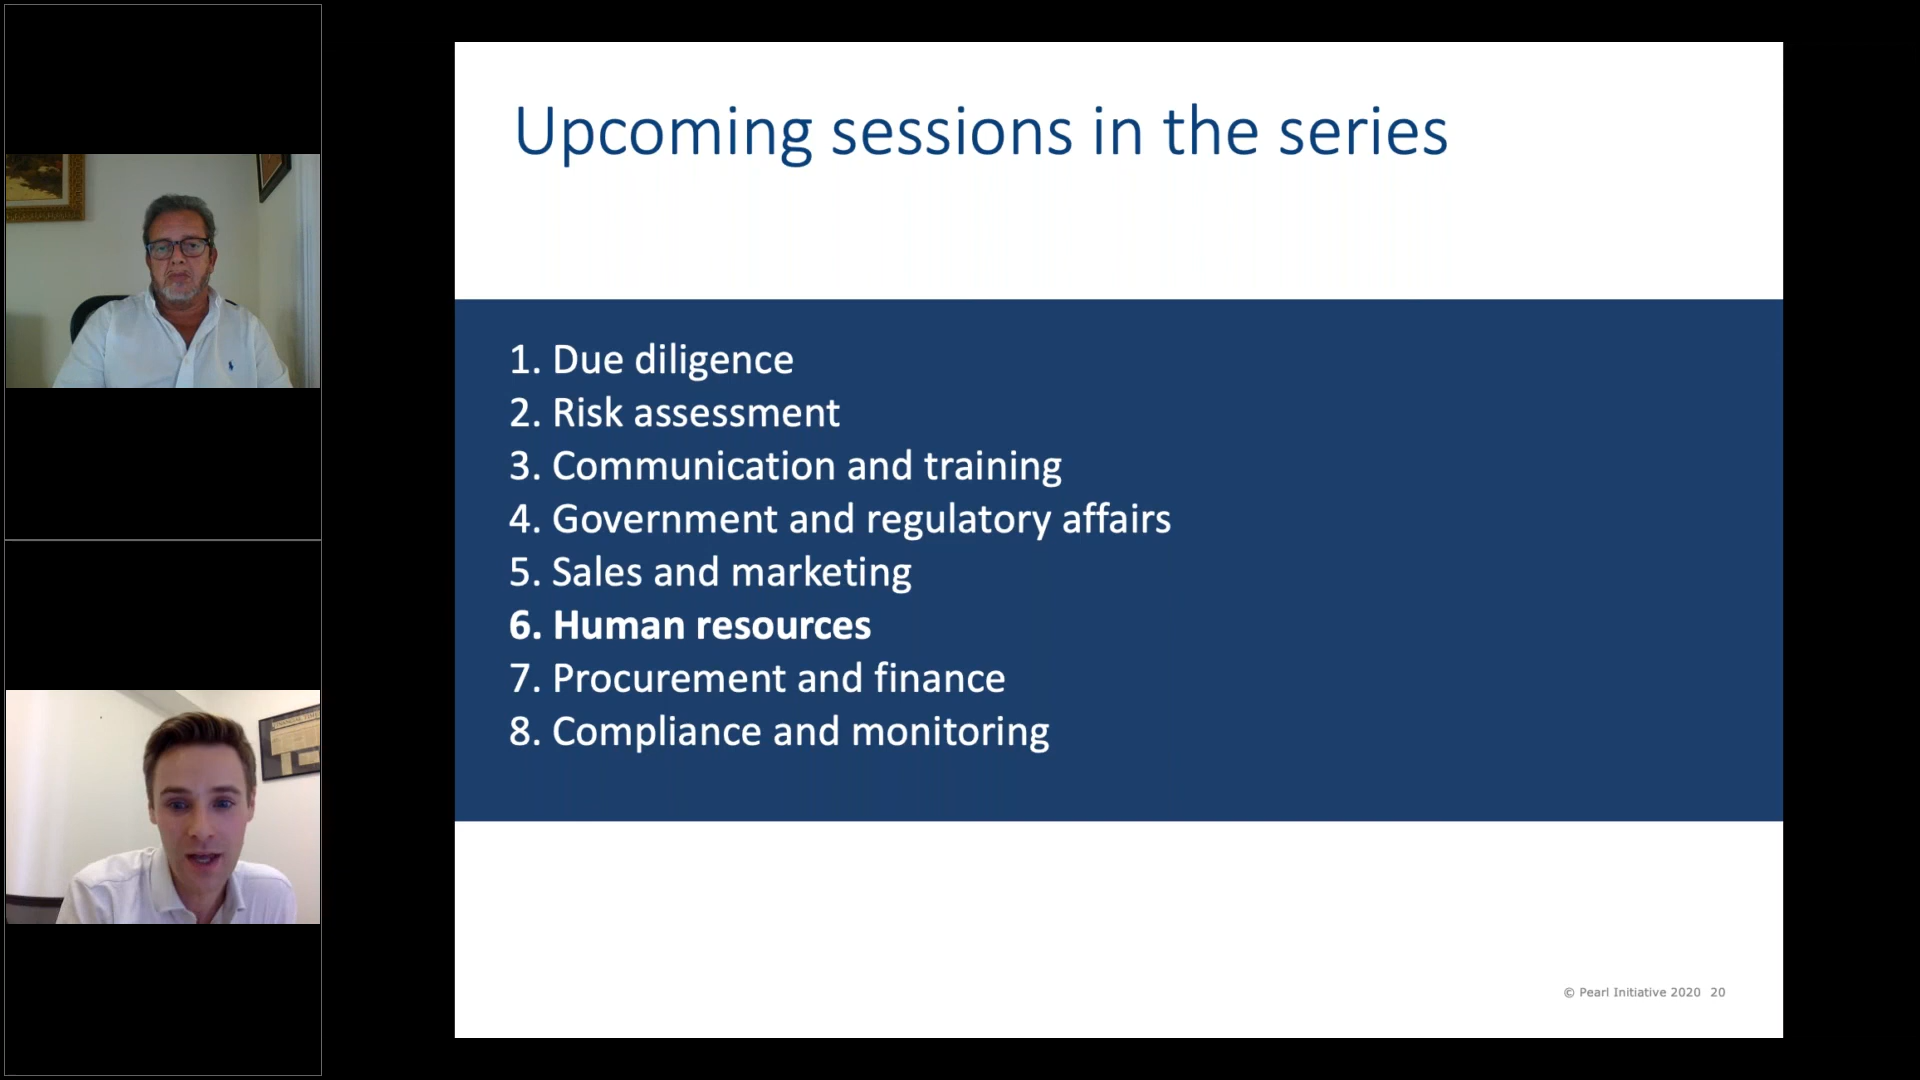 Upcoming sessions in the series
1. Due diligence
2. Risk assessment
3. Communication and training
4. Government and regulatory affairs
5. Sales and marketing
6. Human resources
7. Procurement and finance
8. Compliance and monitoring
© Pearl Initiative 2020 20